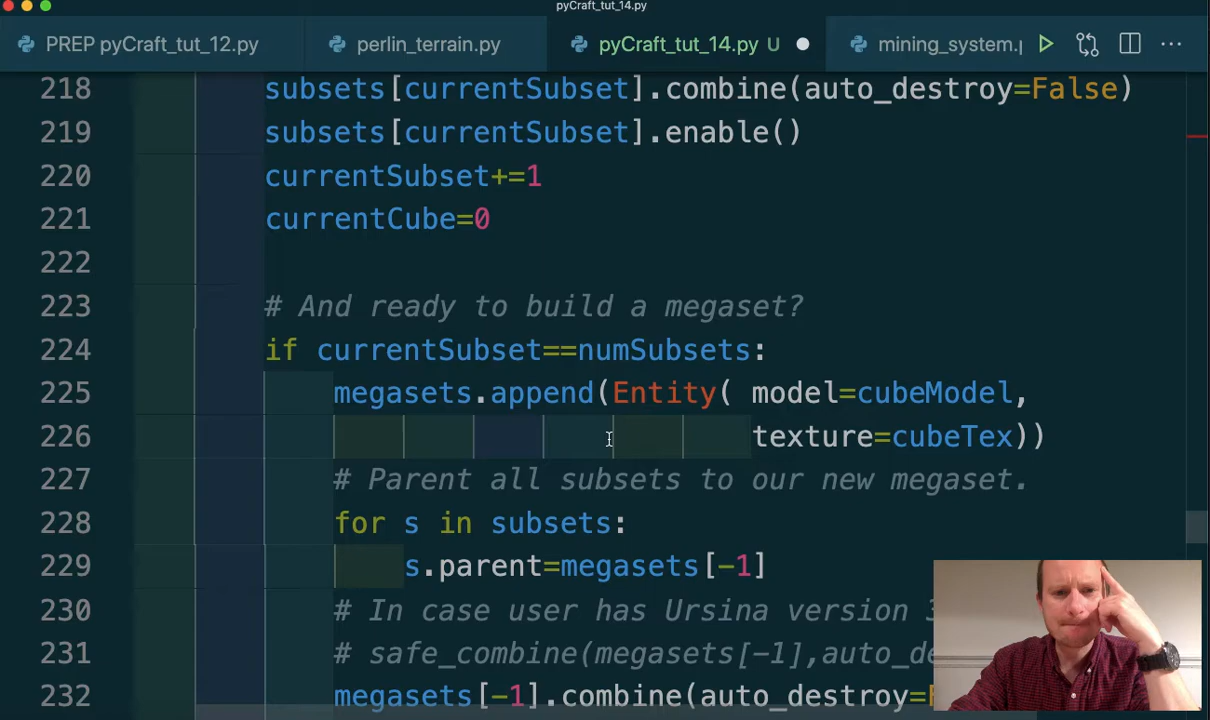 pyCraft_tut_14.py
PREP pyCraft_tut_12.py
perlin_terrain.py
pyCraft_tut_14.py U
mining_system.p
218 subsets[currentSubset].combine(auto_destroy=False)
219 subsets[currentSubset].enable()
220 currentSubset+=1
221 currentCube=0
222
223 # And ready to build a megaset?
224 if currentSubset==numSubsets:
225 megasets.append(Entity( model=cubeModel,
226 texture=cubeTex))
227 # Parent all subsets to our new megaset.
228 for s in subsets:
229 s.parent=megasets[-1]
230 # In case user has Ursina version 3
231 # safe_combine(megasets[-1],auto_de
232 megasets[-1].combine(auto_destroy=F